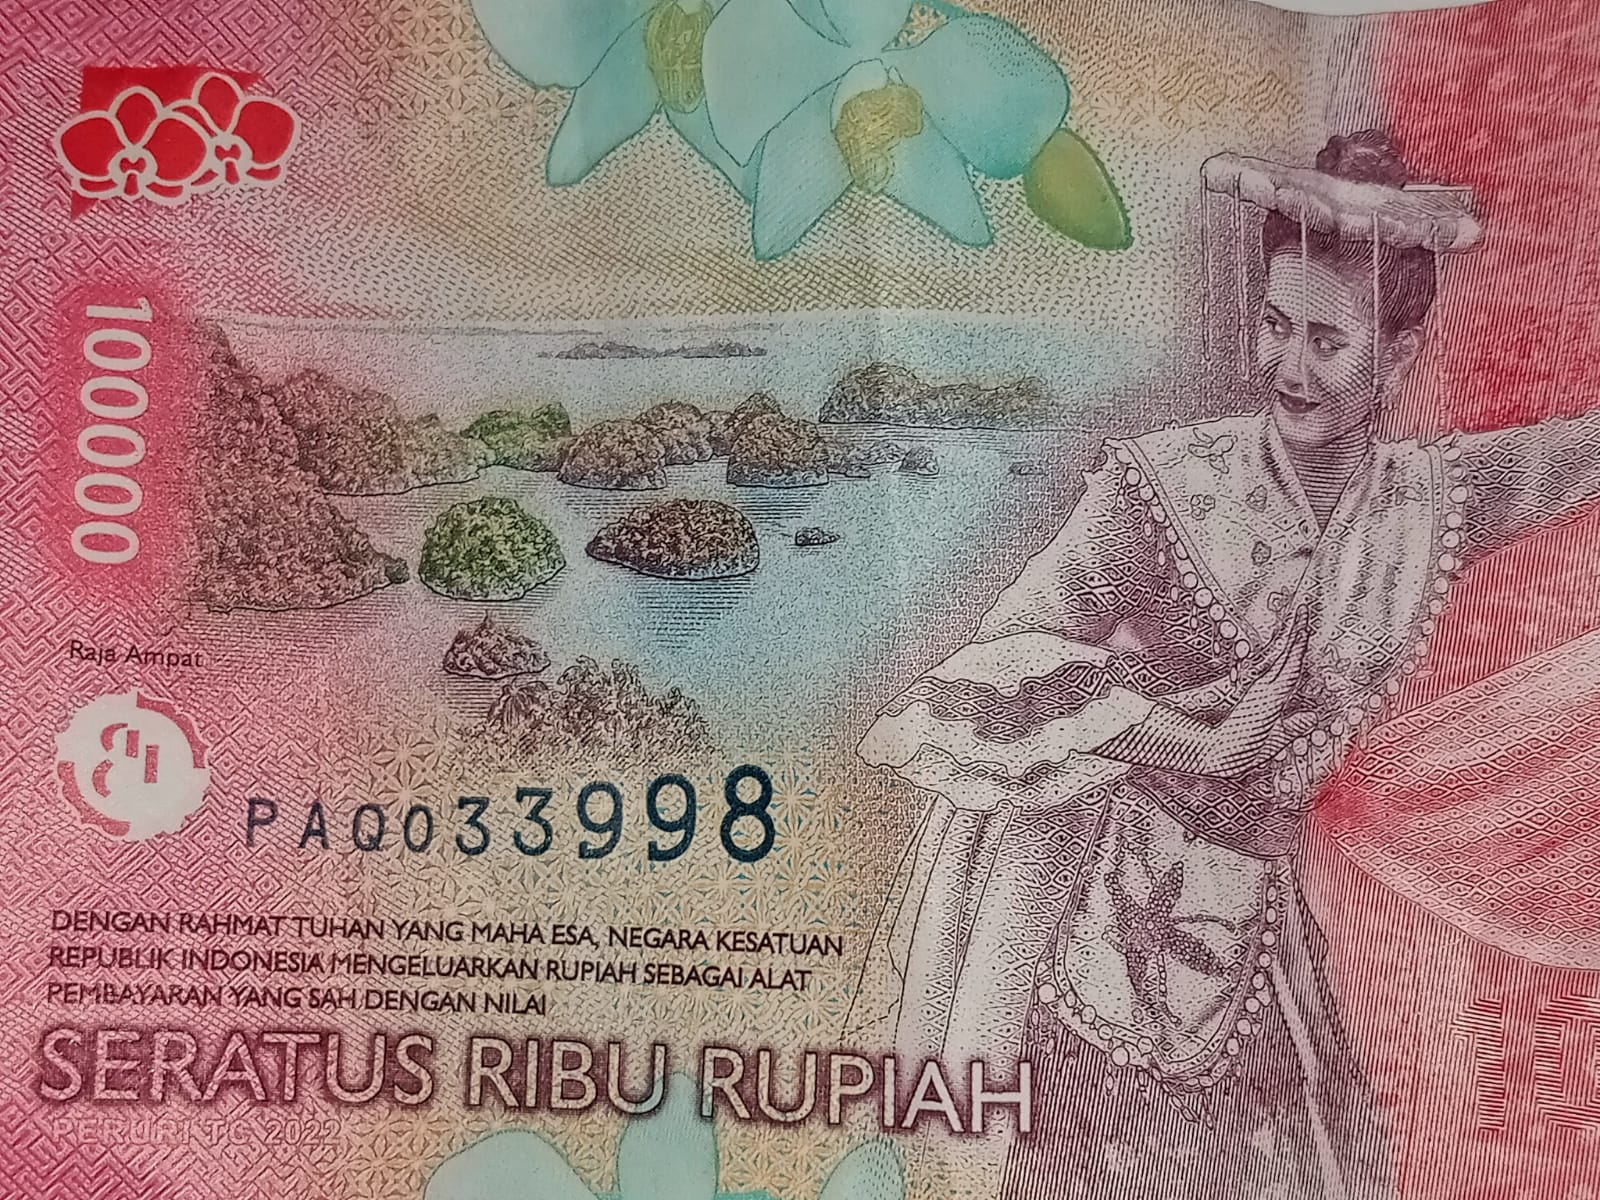 100000
Raja Ampat
PAQ033998
DENGAN RAHMAT TUHAN YANG MAHA ESA, NEGARA KESATUAN
REPUBLIK INDONESIA MENGELUARKAN RUPIAH SEBAGAI ALAT
PEMBAYARAN YANG SAH DENGAN NILAI
SERATUS RIBU RUPIAH
PERURI TC 2022